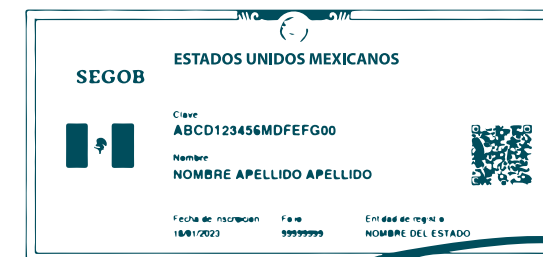 SEGOB
ESTADOS UNIDOS MEXICANOS
Clave
ABCD123456MDFEFG00
Nombre
NOMBRE APELLIDO APELLIDO
Fecha de inscripcion Folio Entidad de registro
18/01/2023 99999999 NOMBRE DEL ESTADO